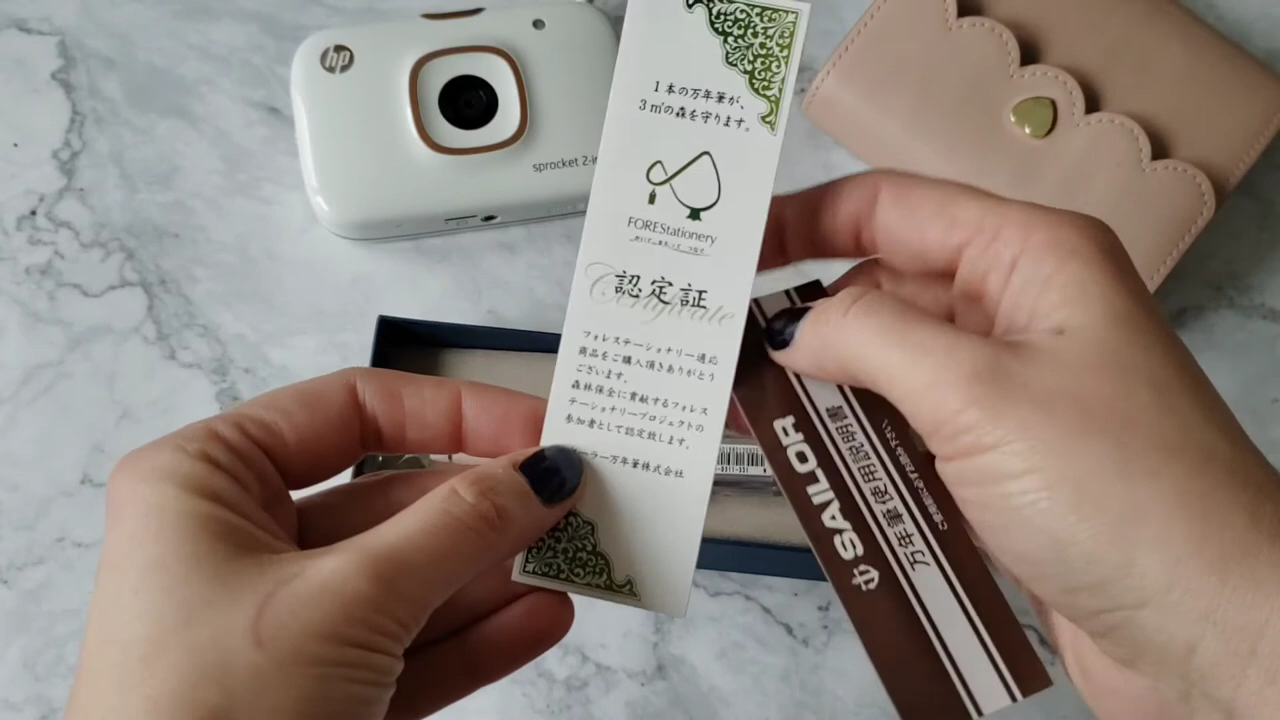 hp
sprocket 2-in
1本の万年筆が、
3㎡の森を守ります。
FOREStationery
認定証
Certificate
フォレステーショナリー適応
商品をご購入頂きありがとう
ございます。
森林保全に貢献するフォレス
テーショナリープロジェクトの
参加者として認定致します。
ーラー万年筆株式会社
SAILOR
万年筆使用説明書